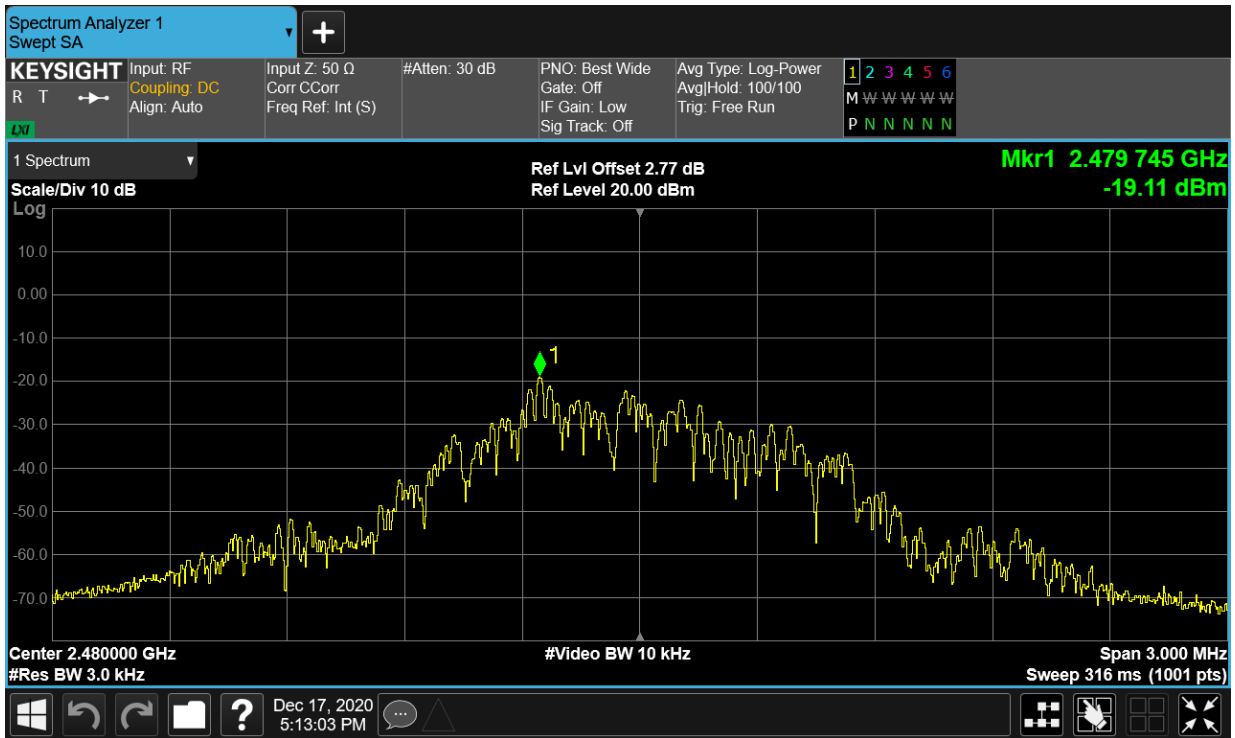 Spectrum Analyzer 1
Swept SA
▼
+
KEYSIGHT
R T
LXI
Input: RF
Coupling: DC
Align: Auto
Input Z: 50 Ω
Corr CCorr
Freq Ref: Int (S)
#Atten: 30 dB
PNO: Best Wide
Gate: Off
IF Gain: Low
Sig Track: Off
Avg Type: Log-Power
Avg|Hold: 100/100
Trig: Free Run
1 2 3 4 5 6
M W W W W W
P N N N N N
1 Spectrum ▼
Scale/Div 10 dB
Log
Ref Lvl Offset 2.77 dB
Ref Level 20.00 dBm
Mkr1 2.479 745 GHz
-19.11 dBm
10.0
0.00
-10.0
1
-20.0
-30.0
-40.0
-50.0
-60.0
-70.0
Center 2.480000 GHz
#Res BW 3.0 kHz
#Video BW 10 kHz
Span 3.000 MHz
Sweep 316 ms (1001 pts)
?
Dec 17, 2020
5:13:03 PM